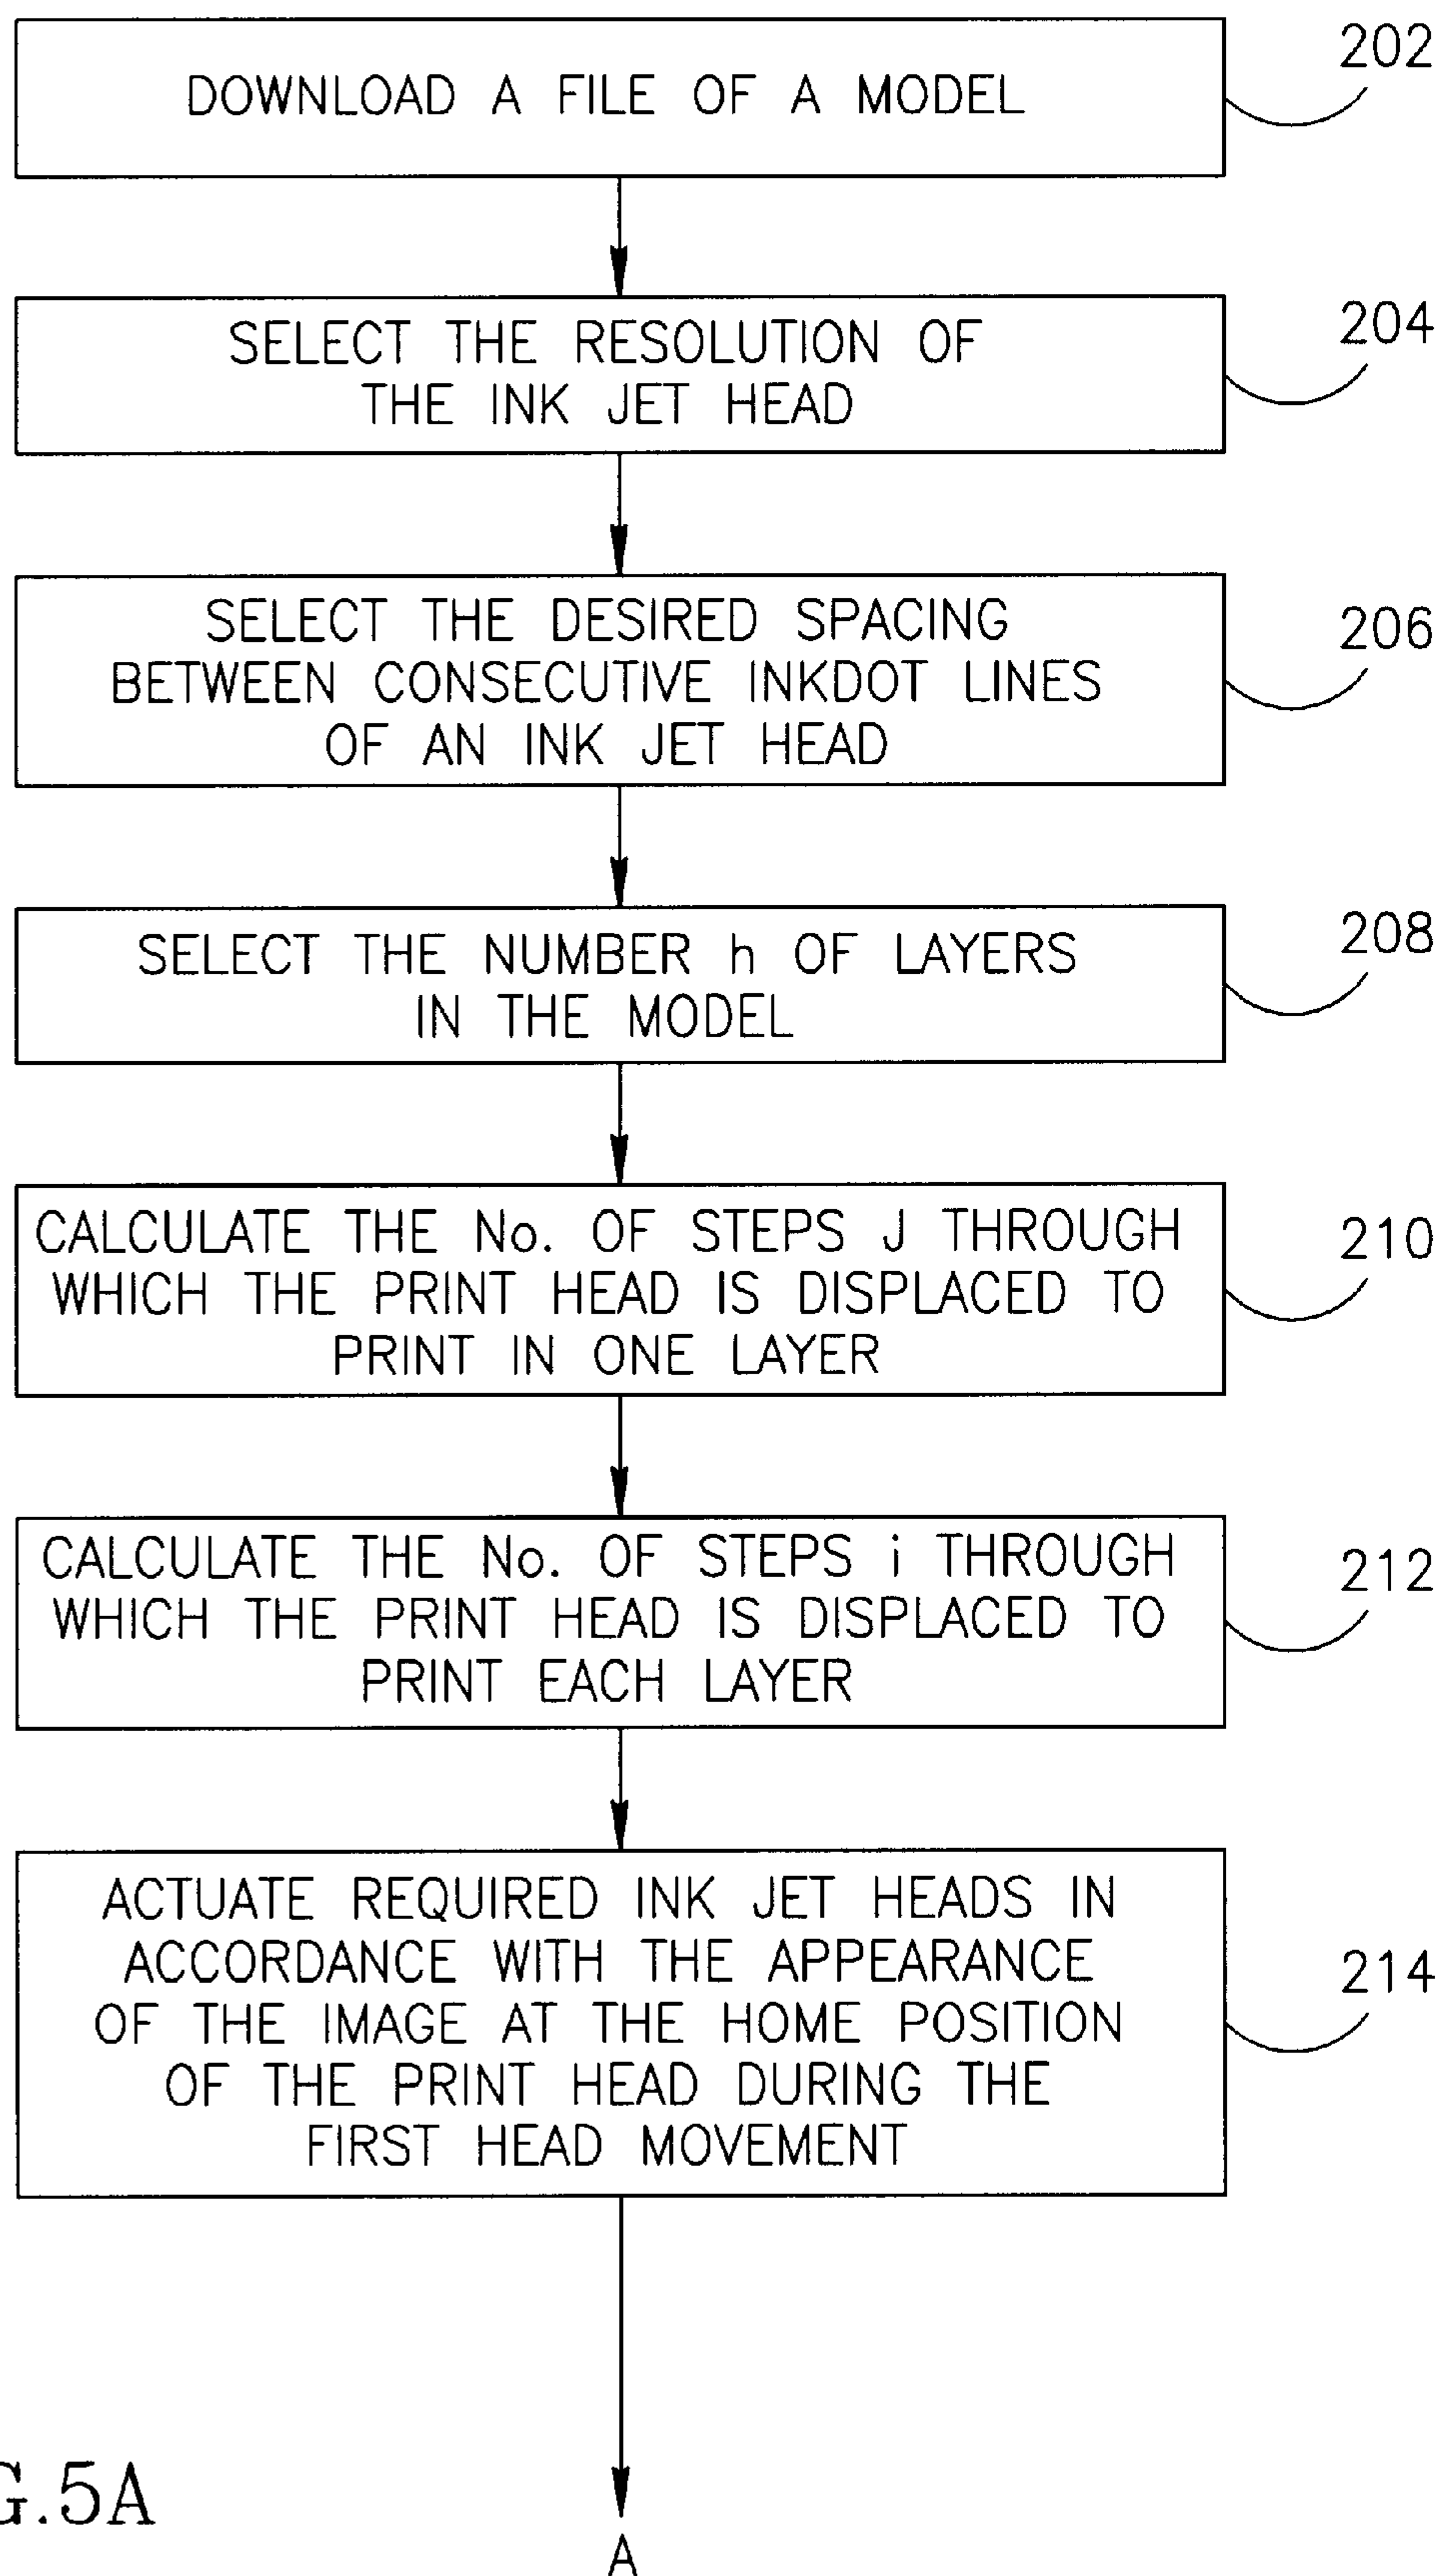 DOWNLOAD A FILE OF A MODEL
202
SELECT THE RESOLUTION OF
THE INK JET HEAD
204
SELECT THE DESIRED SPACING
BETWEEN CONSECUTIVE INKDOT LINES
OF AN INK JET HEAD
206
SELECT THE NUMBER h OF LAYERS
IN THE MODEL
208
CALCULATE THE No. OF STEPS J THROUGH
WHICH THE PRINT HEAD IS DISPLACED TO
PRINT IN ONE LAYER
210
CALCULATE THE No. OF STEPS i THROUGH
WHICH THE PRINT HEAD IS DISPLACED TO
PRINT EACH LAYER
212
ACTUATE REQUIRED INK JET HEADS IN
ACCORDANCE WITH THE APPEARANCE
OF THE IMAGE AT THE HOME POSITION
OF THE PRINT HEAD DURING THE
FIRST HEAD MOVEMENT
214
G.5A
A